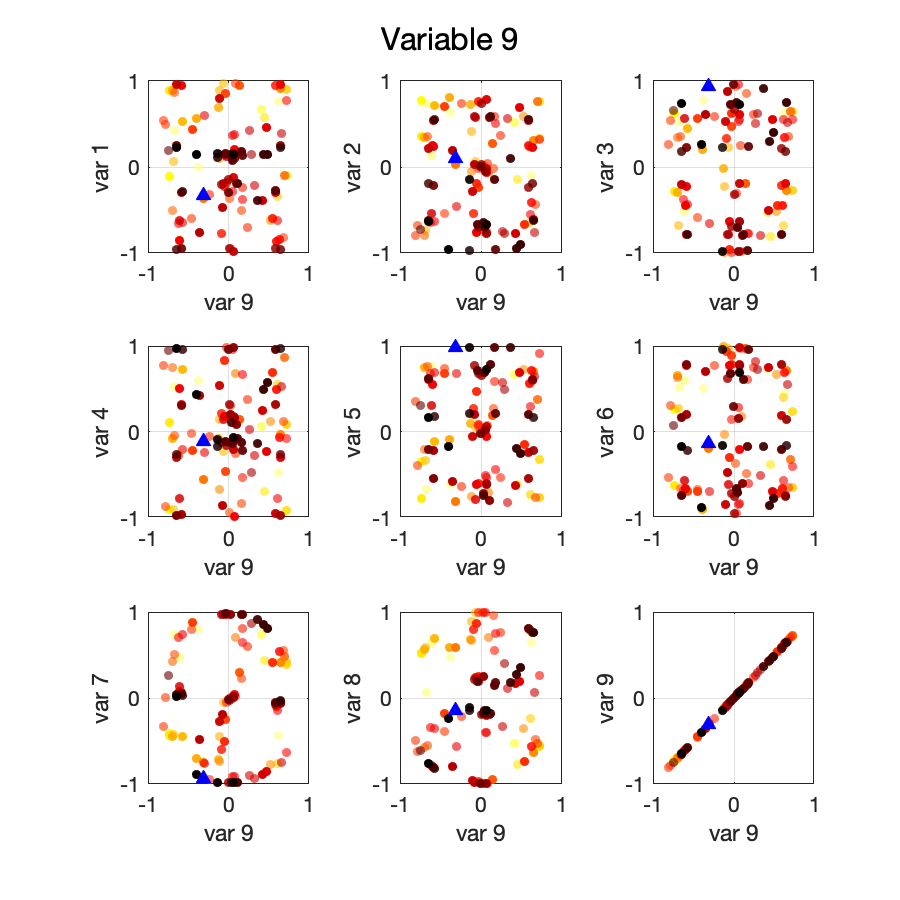 Variable 9
1 1 1
var 1 0 var 2 0 var 3 0
-1 -1 -1
-1 0 1 -1 0 1 -1 0 1
var 9 var 9 var 9
1 1 1
var 4 0 var 5 0 var 6 0
-1 -1 -1
-1 0 1 -1 0 1 -1 0 1
var 9 var 9 var 9
1 1 1
var 7 0 var 8 0 var 9 0
-1 -1 -1
-1 0 1 -1 0 1 -1 0 1
var 9 var 9 var 9